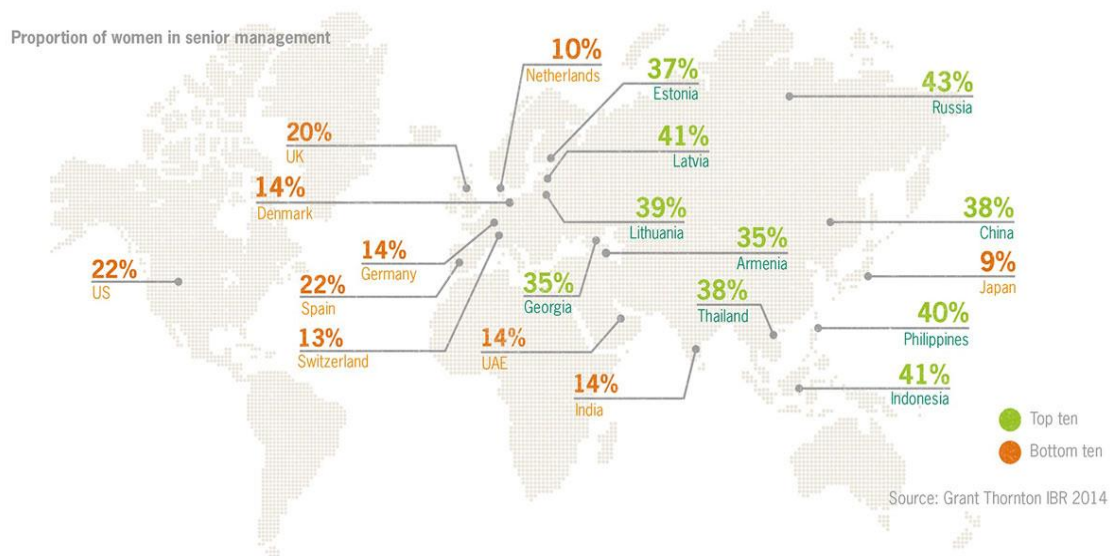 Proportion of women in senior management
10%
Netherlands
37%
Estonia
43%
Russia
20%
UK
41%
Latvia
14%
Denmark
39%
Lithuania
38%
China
14%
Germany
35%
Armenia
22%
US
22%
Spain
35%
Georgia
38%
Thailand
9%
Japan
13%
Switzerland
14%
UAE
40%
Philippines
14%
India
41%
Indonesia
Top ten
Bottom ten
Source: Grant Thornton IBR 2014